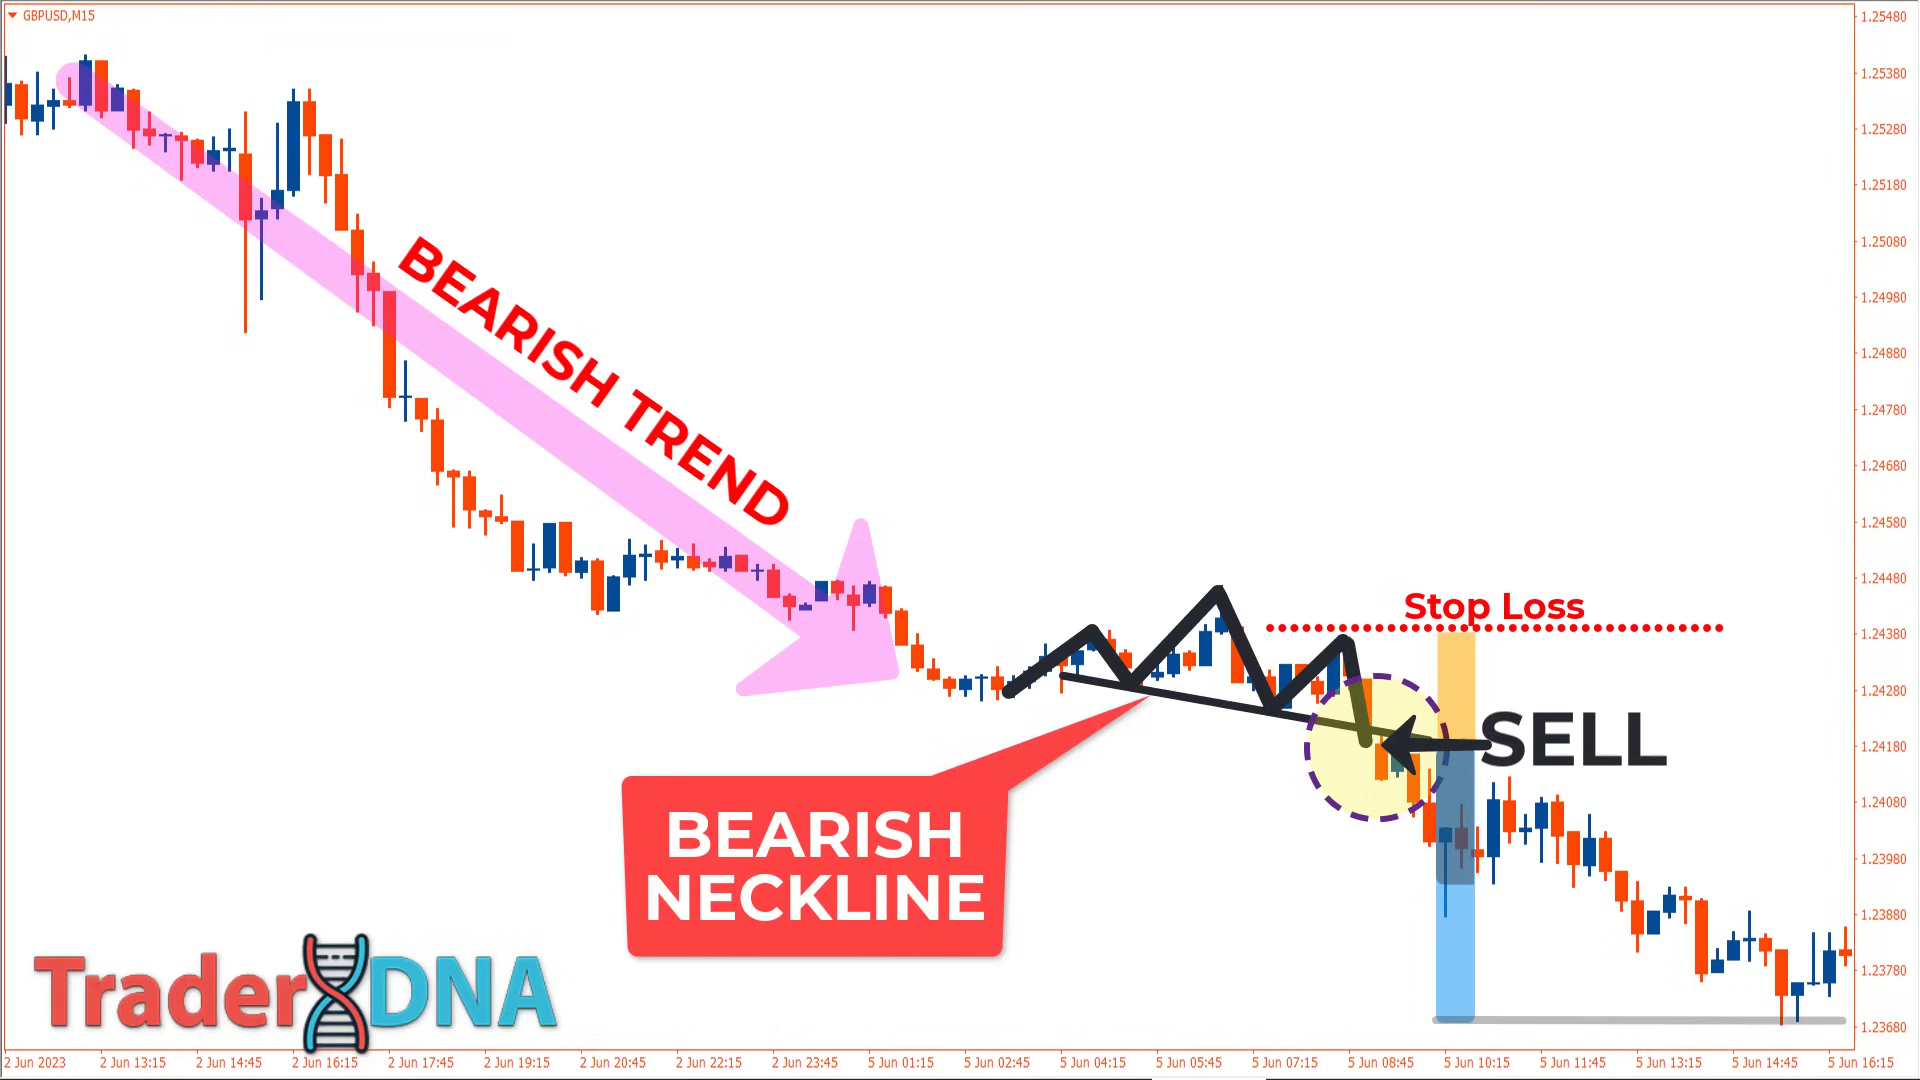 GBPUSD,M15
1.25480
1.25380
1.25280
1.25180
1.25080
1.24980
1.24880
1.24780
1.24680
1.24580
1.24480
1.24380
1.24280
1.24180
1.24080
1.23980
1.23880
1.23780
1.23680
BEARISH TREND
Stop Loss
SELL
BEARISH
NECKLINE
TraderDNA
2 Jun 2023
2 Jun 13:15
2 Jun 14:45
2 Jun 16:15
2 Jun 17:45
2 Jun 19:15
2 Jun 20:45
2 Jun 22:15
2 Jun 23:45
5 Jun 01:15
5 Jun 02:45
5 Jun 04:15
5 Jun 05:45
5 Jun 07:15
5 Jun 08:45
5 Jun 10:15
5 Jun 11:45
5 Jun 13:15
5 Jun 14:45
5 Jun 16:15